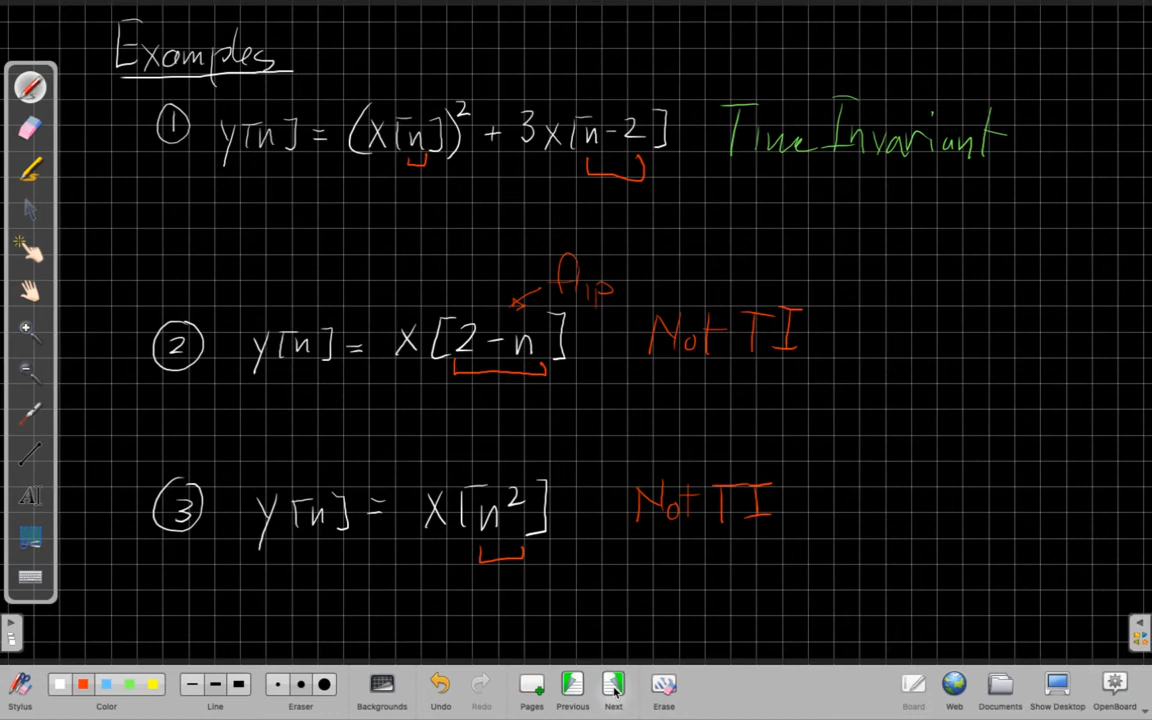 Examples
① y[n] = (x[n])² + 3x[n-2] Time Invariant
flip
② y[n] = x[2-n] Not TI
③ y[n] = x[n²] Not TI
Stylus Color Line Eraser Backgrounds Undo Redo Pages Previous Next Erase Board Web Documents Show Desktop OpenBoard